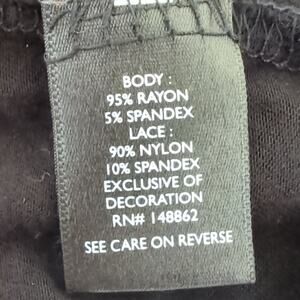 BODY :
95% RAYON
5% SPANDEX
LACE :
90% NYLON
10% SPANDEX
EXCLUSIVE OF
DECORATION
RN# 148862
SEE CARE ON REVERSE